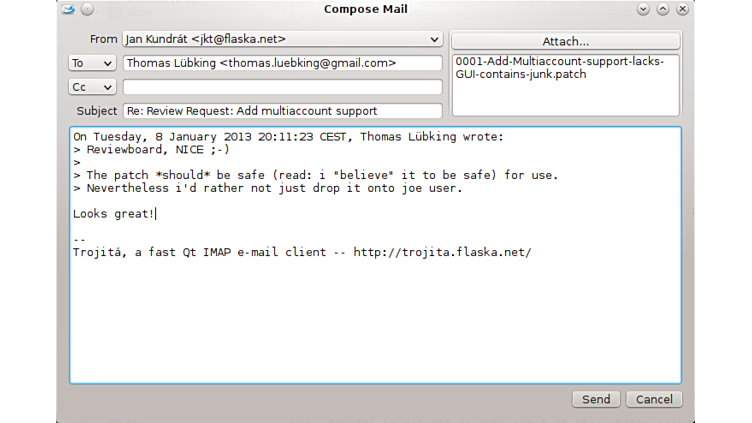 Compose Mail
From Jan Kundrát <jkt@flaska.net>
Attach...
To Thomas Lübking <thomas.luebking@gmail.com>
0001-Add-Multiaccount-support-lacks-
GUI-contains-junk.patch
Cc
Subject Re: Review Request: Add multiaccount support
On Tuesday, 8 January 2013 20:11:23 CEST, Thomas Lübking wrote:
> Reviewboard, NICE ;-)
>
> The patch *should* be safe (read: i "believe" it to be safe) for use.
> Nevertheless i'd rather not just drop it onto joe user.
Looks great!
--
Trojitá, a fast Qt IMAP e-mail client -- http://trojita.flaska.net/
Send Cancel